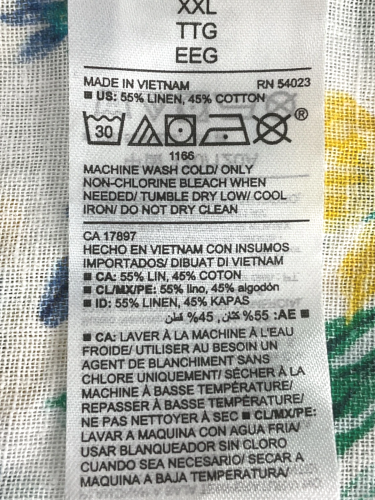 XXL
TTG
EEG
MADE IN VIETNAM RN 54023
■ US: 55% LINEN, 45% COTTON
30 ®
1166
MACHINE WASH COLD/ ONLY
NON-CHLORINE BLEACH WHEN
NEEDED/ TUMBLE DRY LOW/ COOL
IRON/ DO NOT DRY CLEAN
CA 17897
HECHO EN VIETNAM CON INSUMOS
IMPORTADOS/ DIBUAT DI VIETNAM
■ CA: 55% LIN, 45% COTON
■ CL/MX/PE: 55% lino, 45% algodón
■ ID: 55% LINEN, 45% KAPAS
■ AE: 55% كتان, 45% قطن
■ CA: LAVER À LA MACHINE À L'EAU
FROIDE/ UTILISER AU BESOIN UN
AGENT DE BLANCHIMENT SANS
CHLORE UNIQUEMENT/ SÉCHER À LA
MACHINE À BASSE TEMPÉRATURE/
REPASSER À BASSE TEMPÉRATURE/
NE PAS NETTOYER À SEC ■ CL/MX/PE:
LAVAR A MAQUINA CON AGUA FRIA/
USAR BLANQUEADOR SIN CLORO
CUANDO SEA NECESARIO/ SECAR A
MAQUINA A BAJA TEMPERATURA/